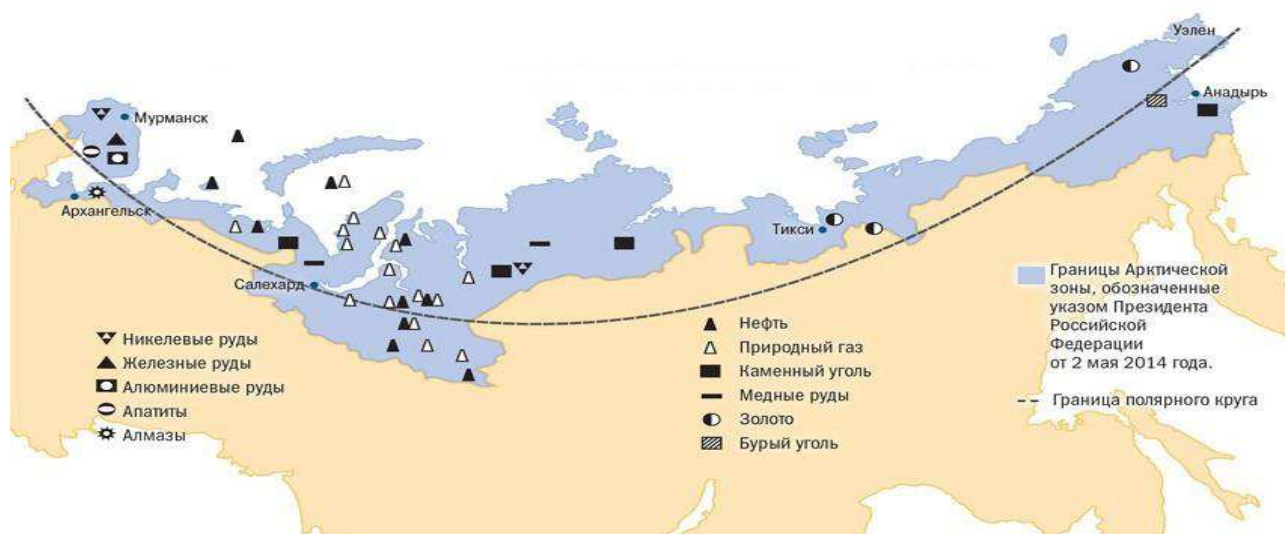 Уэлен
Анадырь
Мурманск
Архангельск
Тикси
Салехард
Никелевые руды
Железные руды
Алюминиевые руды
Апатиты
Алмазы
Нефть
Природный газ
Каменный уголь
Медные руды
Золото
Бурый уголь
Границы Арктической
зоны, обозначенные
указом Президента
Российской
Федерации
от 2 мая 2014 года.
Граница полярного круга